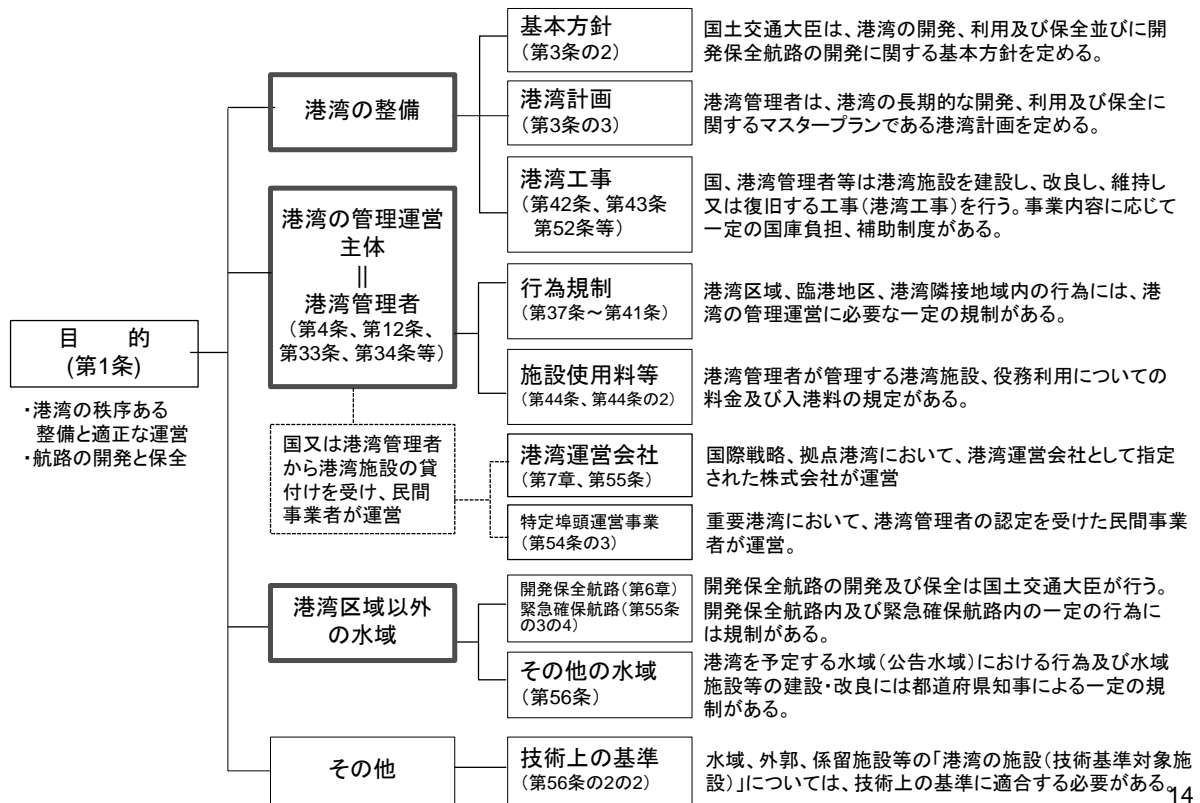 目　的
(第1条)
・港湾の秩序ある
整備と適正な運営
・航路の開発と保全
港湾の整備
基本方針
(第3条の2)
国土交通大臣は、港湾の開発、利用及び保全並びに開
発保全航路の開発に関する基本方針を定める。
港湾計画
(第3条の3)
港湾管理者は、港湾の長期的な開発、利用及び保全に
関するマスタープランである港湾計画を定める。
港湾工事
(第42条、第43条
第52条等)
国、港湾管理者等は港湾施設を建設し、改良し、維持し
又は復旧する工事(港湾工事)を行う。事業内容に応じて
一定の国庫負担、補助制度がある。
港湾の管理運営
主体
||
港湾管理者
(第4条、第12条、
第33条、第34条等)
行為規制
(第37条～第41条)
港湾区域、臨港地区、港湾隣接地域内の行為には、港
湾の管理運営に必要な一定の規制がある。
施設使用料等
(第44条、第44条の2)
港湾管理者が管理する港湾施設、役務利用についての
料金及び入港料の規定がある。
国又は港湾管理者
から港湾施設の貸
付けを受け、民間
事業者が運営
港湾運営会社
(第7章、第55条)
国際戦略、拠点港湾において、港湾運営会社として指定
された株式会社が運営
特定埠頭運営事業
(第54条の3)
重要港湾において、港湾管理者の認定を受けた民間事業
者が運営。
港湾区域以外
の水域
開発保全航路(第6章)
緊急確保航路(第55条
の3の4)
開発保全航路の開発及び保全は国土交通大臣が行う。
開発保全航路内及び緊急確保航路内の一定の行為に
は規制がある。
その他の水域
(第56条)
港湾を予定する水域(公告水域)における行為及び水域
施設等の建設・改良には都道府県知事による一定の規
制がある。
その他
技術上の基準
(第56条の2の2)
水域、外郭、係留施設等の「港湾の施設(技術基準対象施
設)」については、技術上の基準に適合する必要がある。
14